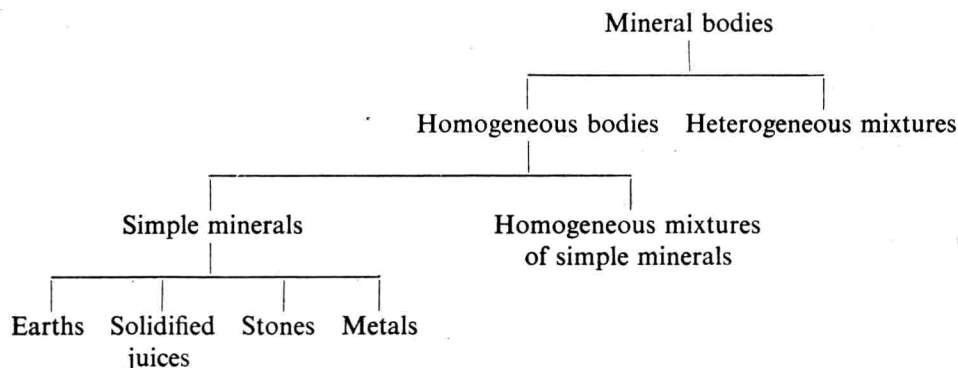 Mineral bodies
Homogeneous bodies Heterogeneous mixtures
Simple minerals Homogeneous mixtures
of simple minerals
Earths Solidified Stones Metals
juices